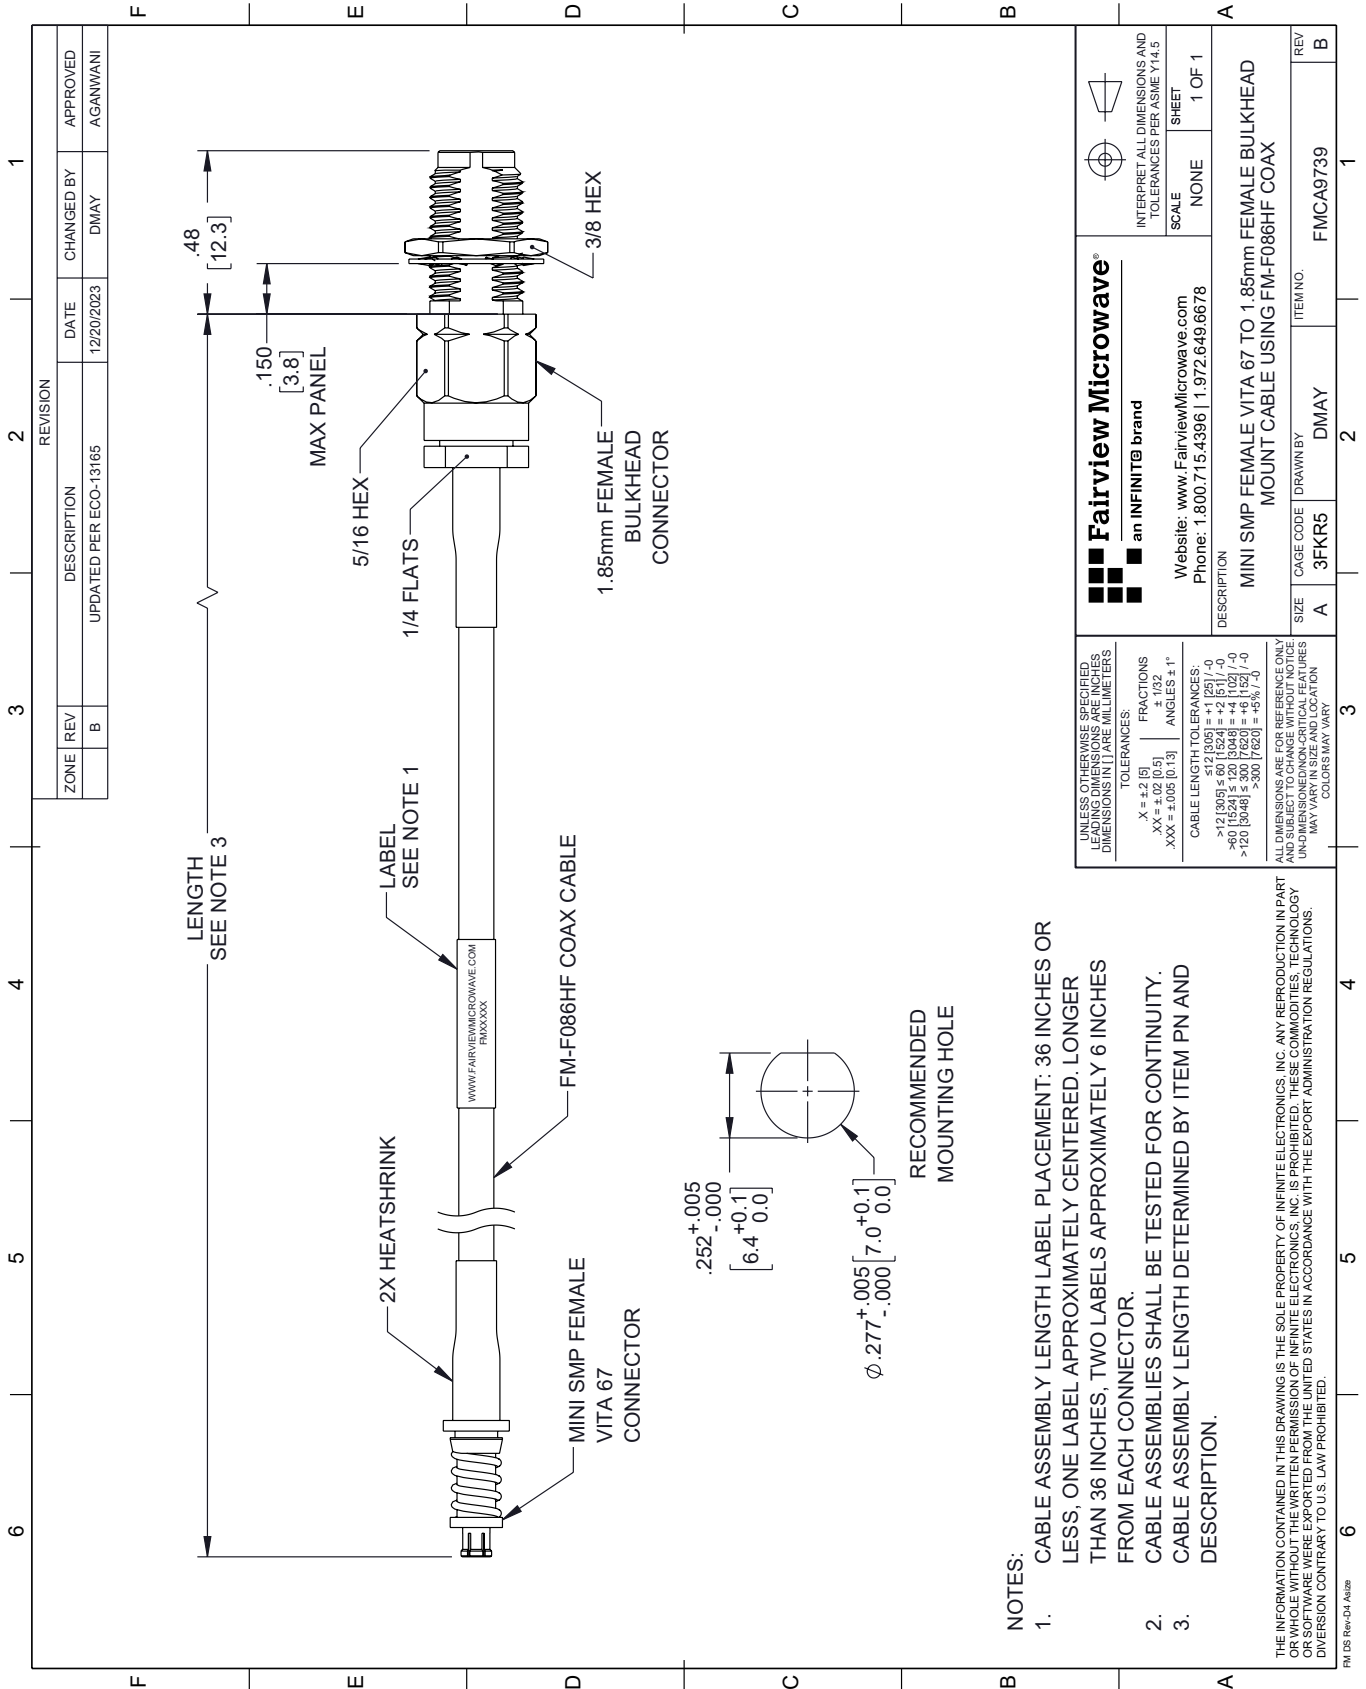 6
5
4
3
2
1
F
E
D
C
B
A
REVISION
ZONE REV DESCRIPTION DATE CHANGED BY APPROVED
B UPDATED PER ECO-13165 12/20/2023 DMAY AGANWANI
LENGTH
SEE NOTE 3
.48
[12.3]
.150
[3.8]
MAX PANEL
2X HEATSHRINK
LABEL
SEE NOTE 1
5/16 HEX
1/4 FLATS
WWW.FAIRVIEWMICROWAVE.COM
FMXXXXX
3/8 HEX
MINI SMP FEMALE
VITA 67
CONNECTOR
FM-F086HF COAX CABLE
1.85mm FEMALE
BULKHEAD
CONNECTOR
.252 +.005
-.000
[6.4 +0.1
0.0]
Ø.277 +.005
-.000 [7.0 +0.1
0.0]
RECOMMENDED
MOUNTING HOLE
NOTES:
1. CABLE ASSEMBLY LENGTH LABEL PLACEMENT: 36 INCHES OR
LESS, ONE LABEL APPROXIMATELY CENTERED. LONGER
THAN 36 INCHES, TWO LABELS APPROXIMATELY 6 INCHES
FROM EACH CONNECTOR.
2. CABLE ASSEMBLIES SHALL BE TESTED FOR CONTINUITY.
3. CABLE ASSEMBLY LENGTH DETERMINED BY ITEM PN AND
DESCRIPTION.
THE INFORMATION CONTAINED IN THIS DRAWING IS THE SOLE PROPERTY OF INFINITE ELECTRONICS, INC. ANY REPRODUCTION IN PART
OR WHOLE WITHOUT THE WRITTEN PERMISSION OF INFINITE ELECTRONICS, INC. IS PROHIBITED. THESE COMMODITIES, TECHNOLOGY
OR SOFTWARE WERE EXPORTED FROM THE UNITED STATES IN ACCORDANCE WITH THE EXPORT ADMINISTRATION REGULATIONS.
DIVERSION CONTRARY TO U.S. LAW PROHIBITED.
UNLESS OTHERWISE SPECIFIED
LEADING DIMENSIONS ARE INCHES
DIMENSIONS IN [ ] ARE MILLIMETERS
TOLERANCES:
.X = ±.2 [5]
.XX = ±.02 [0.5]
.XXX = ±.005 [0.13]
FRACTIONS
± 1/32
ANGLES ± 1°
CABLE LENGTH TOLERANCES:
≤12 [305] = +1 [25] / -0
>12 [305] ≤ 60 [1524] = +2 [51] / -0
>60 [1524] ≤ 120 [3048] = +4 [102] / -0
>120 [3048] ≤ 300 [7620] = +6 [152] / -0
>300 [7620] = +5% / -0
ALL DIMENSIONS ARE FOR REFERENCE ONLY
AND SUBJECT TO CHANGE WITHOUT NOTICE.
UN-DIMENSIONED/NON-CRITICAL FEATURES
MAY VARY IN SIZE AND LOCATION
COLORS MAY VARY
Fairview Microwave®
an INFINIT@ brand
Website: www.FairviewMicrowave.com
Phone: 1.800.715.4396 | 1.972.649.6678
INTERPRET ALL DIMENSIONS AND
TOLERANCES PER ASME Y14.5
SCALE
NONE
SHEET
1 OF 1
DESCRIPTION
MINI SMP FEMALE VITA 67 TO 1.85mm FEMALE BULKHEAD
MOUNT CABLE USING FM-F086HF COAX
SIZE
A
CAGE CODE
3FKR5
DRAWN BY
DMAY
ITEM NO.
FMCA9739
REV
B
F
E
D
C
B
A
6
5
4
3
2
1
FM DS Rev-D4 Asize